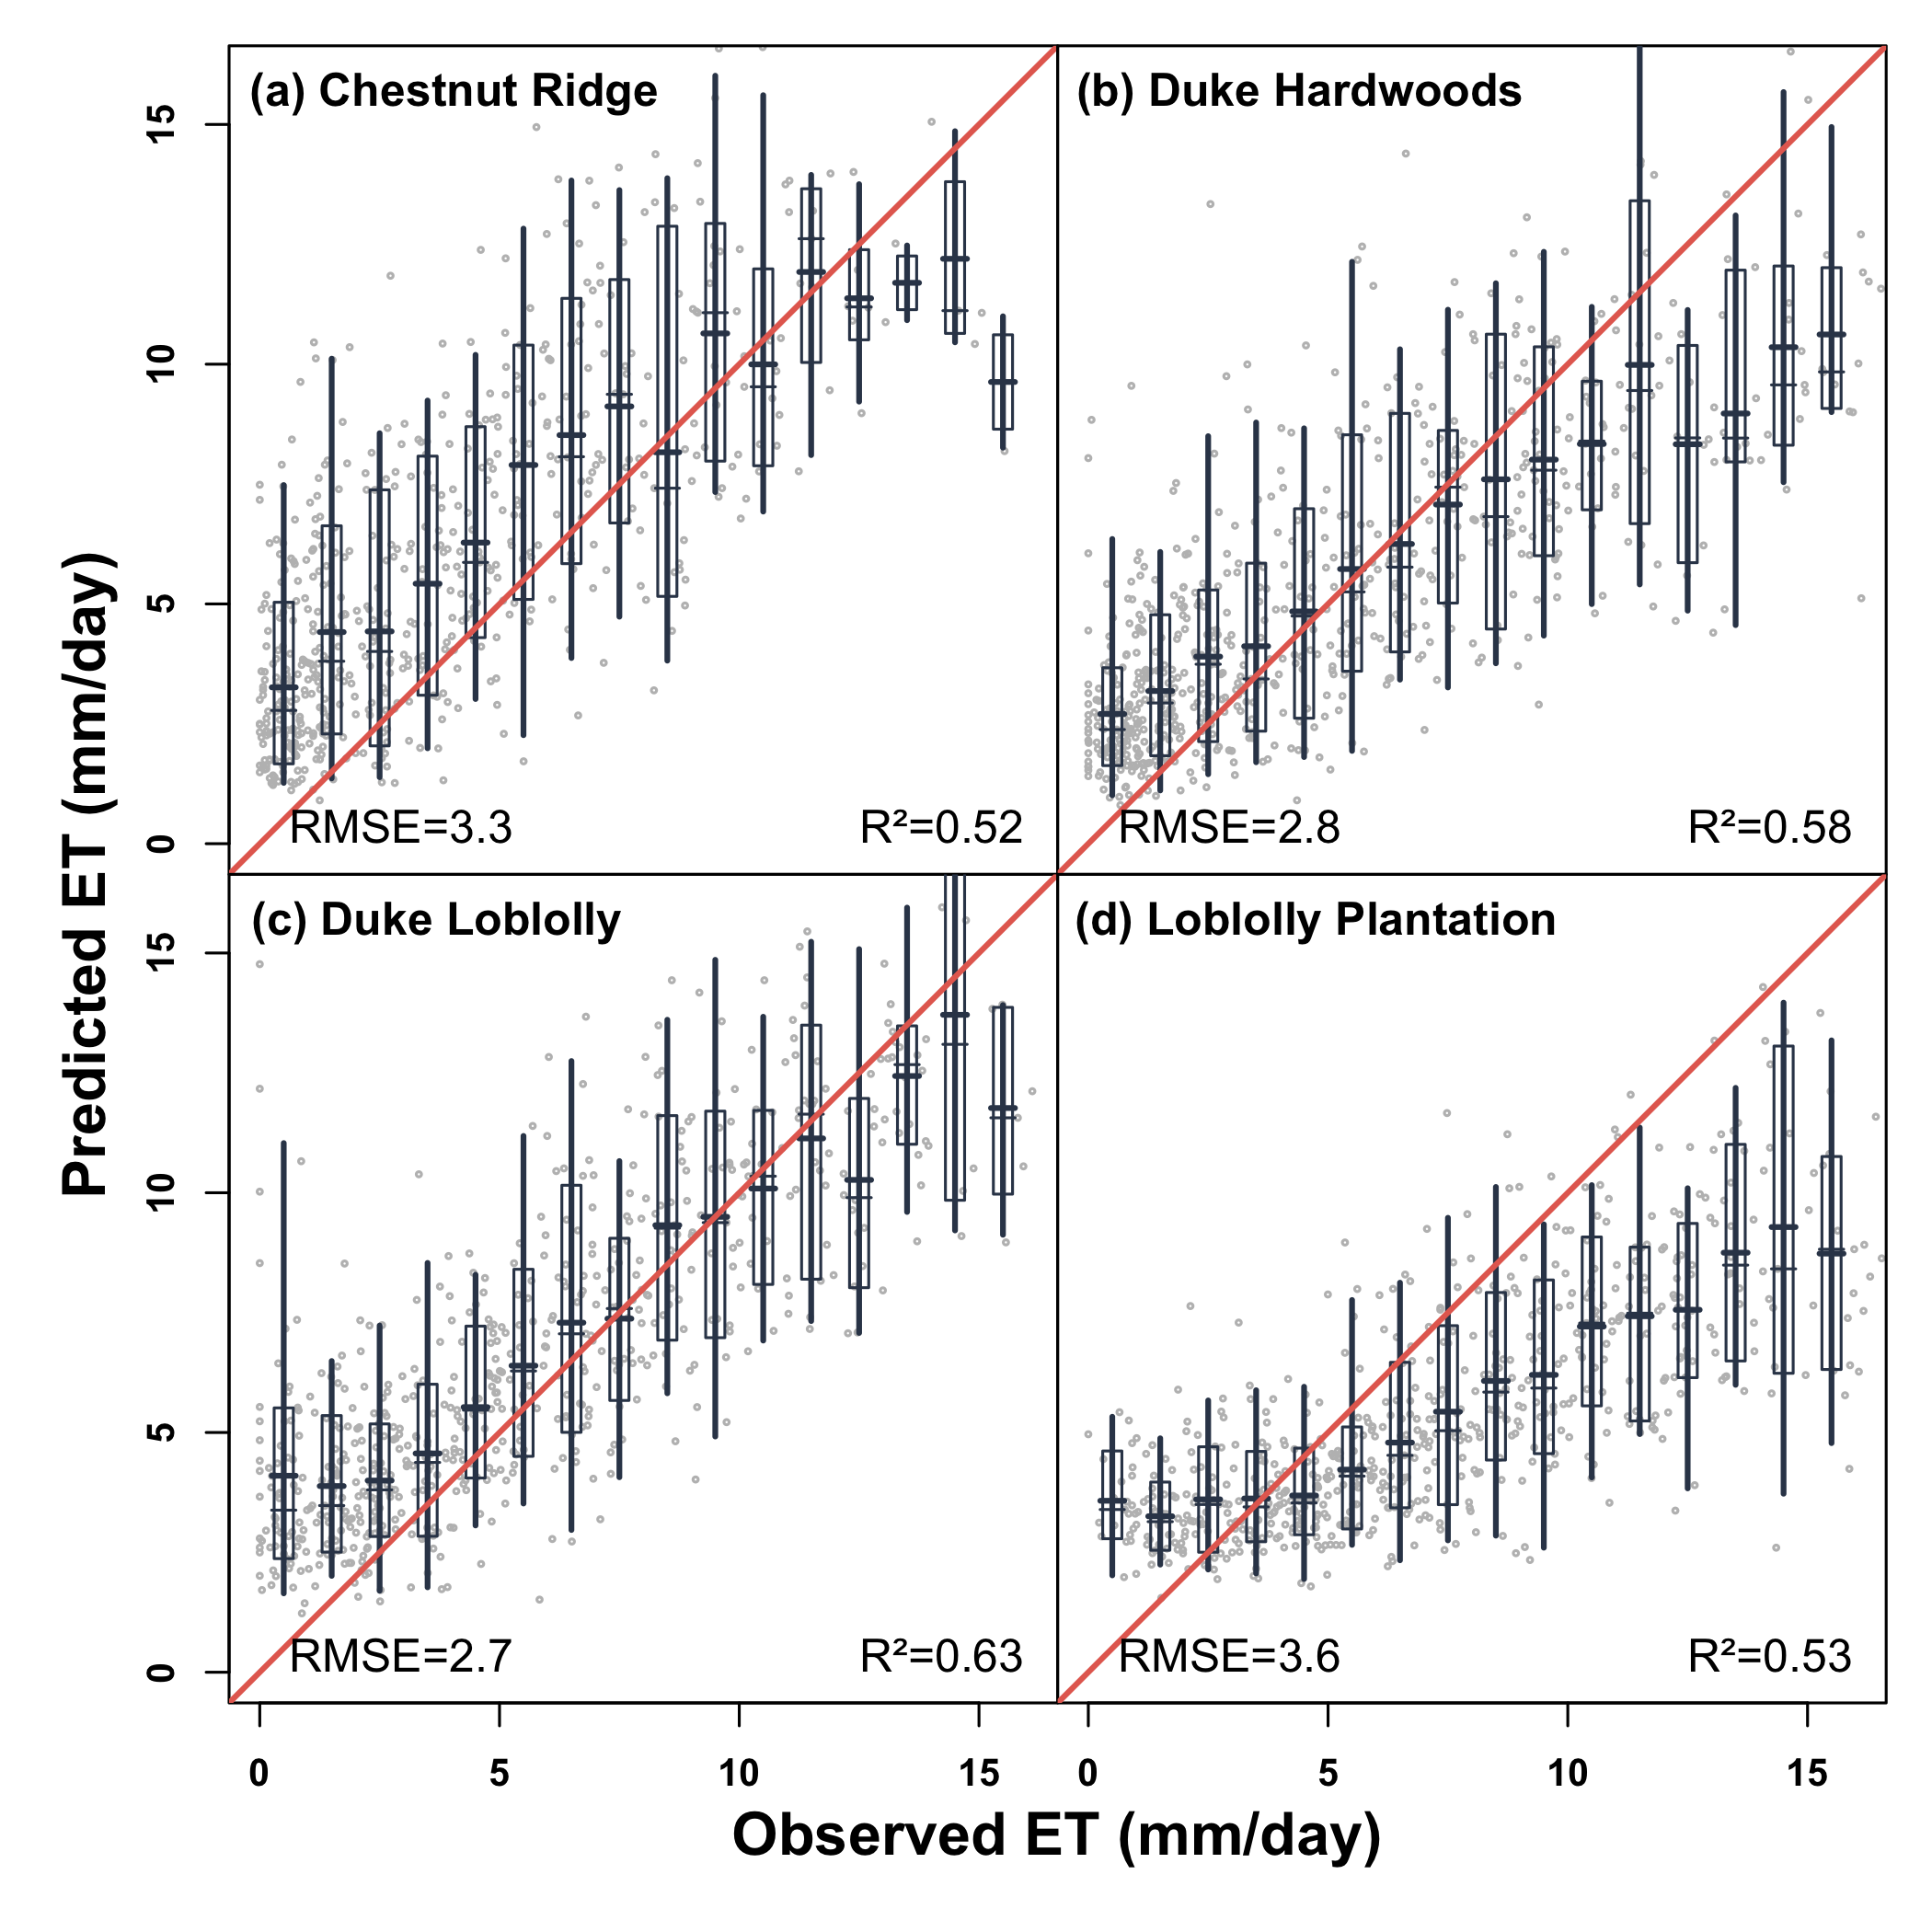 (a) Chestnut Ridge
(b) Duke Hardwoods
15
10
5
0
RMSE=3.3
R²=0.52
RMSE=2.8
R²=0.58
(c) Duke Loblolly
(d) Loblolly Plantation
15
10
5
0
RMSE=2.7
R²=0.63
RMSE=3.6
R²=0.53
Predicted ET (mm/day)
0 5 10 15 0 5 10 15
Observed ET (mm/day)